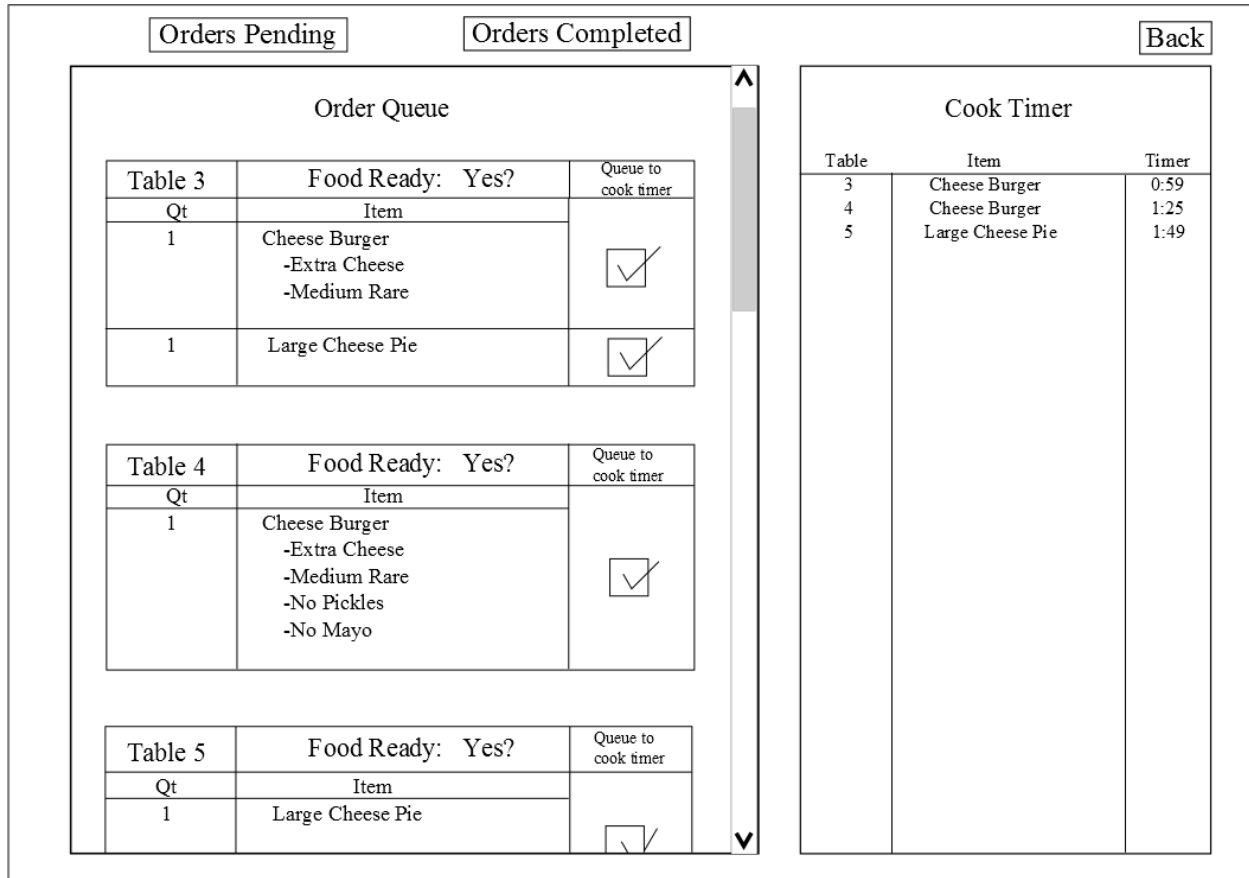 Orders Pending
Orders Completed
Back
Order Queue
Table 3 Food Ready: Yes? Queue to
cook timer
Qt Item
1 Cheese Burger
-Extra Cheese
-Medium Rare
1 Large Cheese Pie
Table 4 Food Ready: Yes? Queue to
cook timer
Qt Item
1 Cheese Burger
-Extra Cheese
-Medium Rare
-No Pickles
-No Mayo
Table 5 Food Ready: Yes? Queue to
cook timer
Qt Item
1 Large Cheese Pie
Cook Timer
Table Item Timer
3 Cheese Burger 0:59
4 Cheese Burger 1:25
5 Large Cheese Pie 1:49